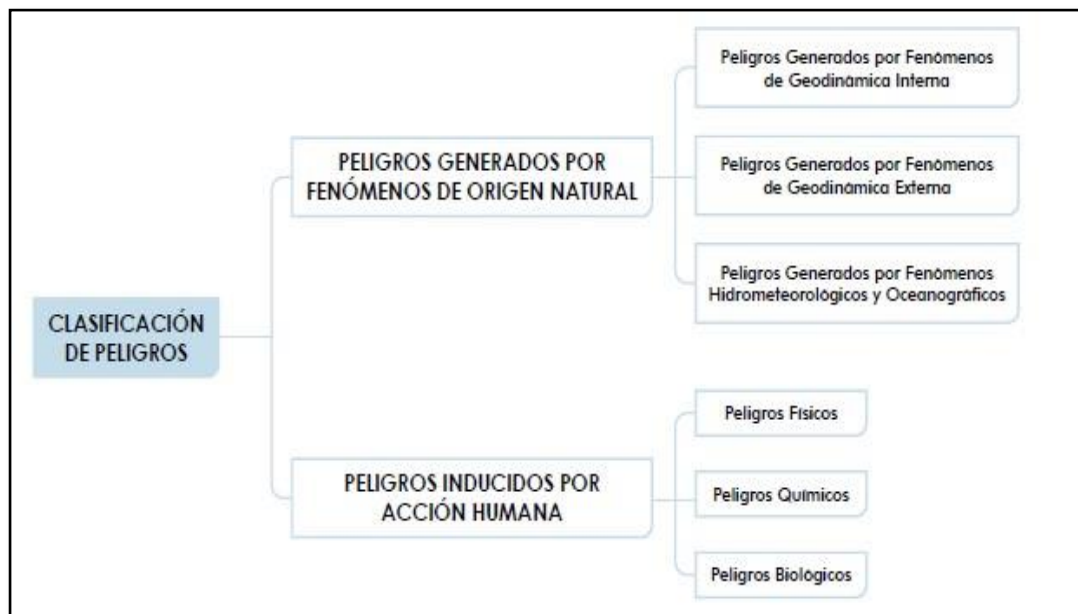 CLASIFICACIÓN
DE PELIGROS
PELIGROS GENERADOS POR
FENÓMENOS DE ORIGEN NATURAL
Peligros Generados por Fenómenos
de Geodinámica Interna
Peligros Generados por Fenómenos
de Geodinámica Externa
Peligros Generados por Fenómenos
Hidrometeorológicos y Oceanográficos
PELIGROS INDUCIDOS POR
ACCIÓN HUMANA
Peligros Físicos
Peligros Químicos
Peligros Biológicos